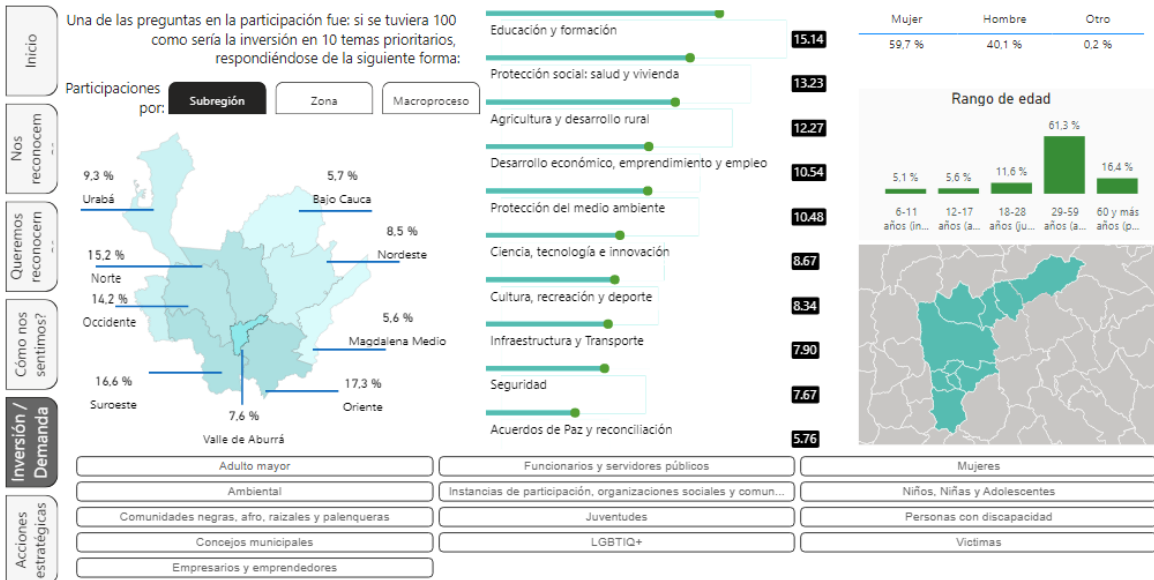 Inicio
Nos
reconocem
...
Queremos
reconocern
...
Cómo nos
sentimos?
Inversión /
Demanda
Acciones
estratégicas
Una de las preguntas en la participación fue: si se tuviera 100
como sería la inversión en 10 temas prioritarios,
respondiéndose de la siguiente forma:
Participaciones
por:
Subregión
Zona
Macroproceso
9,3 %
Urabá
5,7 %
Bajo Cauca
8,5 %
Nordeste
15,2 %
Norte
14,2 %
Occidente
5,6 %
Magdalena Medio
16,6 %
Suroeste
17,3 %
Oriente
7,6 %
Valle de Aburrá
Educación y formación
15.14
Protección social: salud y vivienda
13.23
Agricultura y desarrollo rural
12.27
Desarrollo económico, emprendimiento y empleo
10.54
Protección del medio ambiente
10.48
Ciencia, tecnología e innovación
8.67
Cultura, recreación y deporte
8.34
Infraestructura y Transporte
7.90
Seguridad
7.67
Acuerdos de Paz y reconciliación
5.76
Mujer Hombre Otro
59,7 % 40,1 % 0,2 %
Rango de edad
5,1 % 5,6 % 11,6 % 61,3 % 16,4 %
6-11 12-17 18-28 29-59 60 y más
años (in... años (a... años (ju... años (a... años (p...
Adulto mayor
Funcionarios y servidores públicos
Mujeres
Ambiental
Instancias de participación, organizaciones sociales y comun...
Niños, Niñas y Adolescentes
Comunidades negras, afro, raizales y palenqueras
Juventudes
Personas con discapacidad
Concejos municipales
LGBTIQ+
Victimas
Empresarios y emprendedores